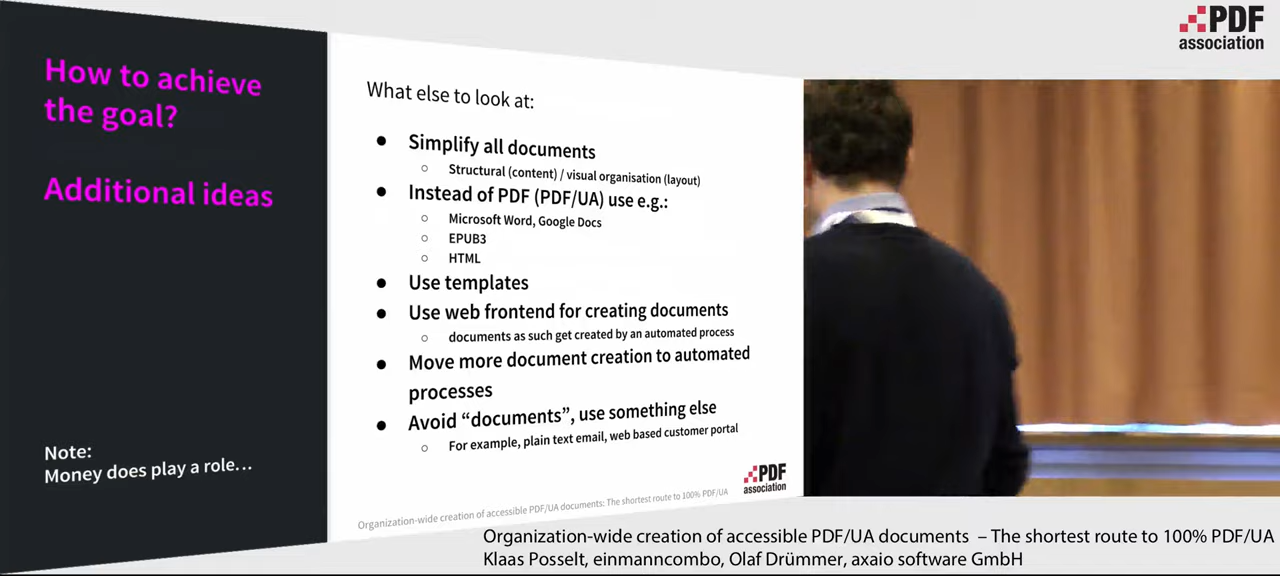 How to achieve
the goal?
Additional ideas
Note:
Money does play a role…
What else to look at:
● Simplify all documents
○ Structural (content) / visual organisation (layout)
● Instead of PDF (PDF/UA) use e.g.:
○ Microsoft Word, Google Docs
○ EPUB3
○ HTML
● Use templates
● Use web frontend for creating documents
○ documents as such get created by an automated process
● Move more document creation to automated
processes
● Avoid “documents”, use something else
○ For example, plain text email, web based customer portal
PDF
association
Organization-wide creation of accessible PDF/UA documents: The shortest route to 100% PDF/UA
PDF
association
Organization-wide creation of accessible PDF/UA documents – The shortest route to 100% PDF/UA
Klaas Posselt, einmanncombo, Olaf Drümmer, axaio software GmbH